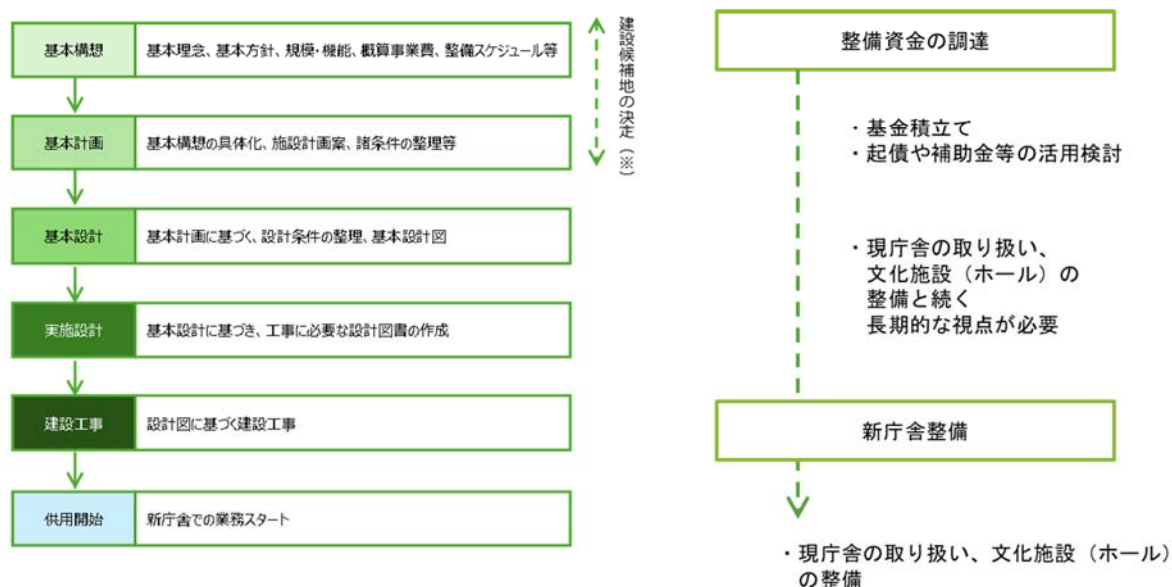 基本構想
基本理念、基本方針、規模・機能、概算事業費、整備スケジュール等
基本計画
基本構想の具体化、施設計画案、諸条件の整理等
建設候補地の決定（※）
基本設計
基本計画に基づく、設計条件の整理、基本設計図
実施設計
基本設計に基づき、工事に必要な設計図書の作成
建設工事
設計図に基づく建設工事
供用開始
新庁舎での業務スタート
整備資金の調達
・基金積立て
・起債や補助金等の活用検討
・現庁舎の取り扱い、
文化施設（ホール）の
整備と続く
長期的な視点が必要
新庁舎整備
・現庁舎の取り扱い、文化施設（ホール）
の整備